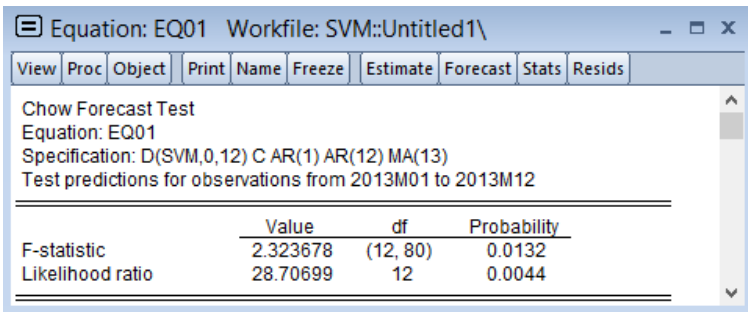 Equation: EQ01 Workfile: SVM::Untitled1\
View Proc Object Print Name Freeze Estimate Forecast Stats Resids
Chow Forecast Test
Equation: EQ01
Specification: D(SVM,0,12) C AR(1) AR(12) MA(13)
Test predictions for observations from 2013M01 to 2013M12
Value df Probability
F-statistic 2.323678 (12, 80) 0.0132
Likelihood ratio 28.70699 12 0.0044